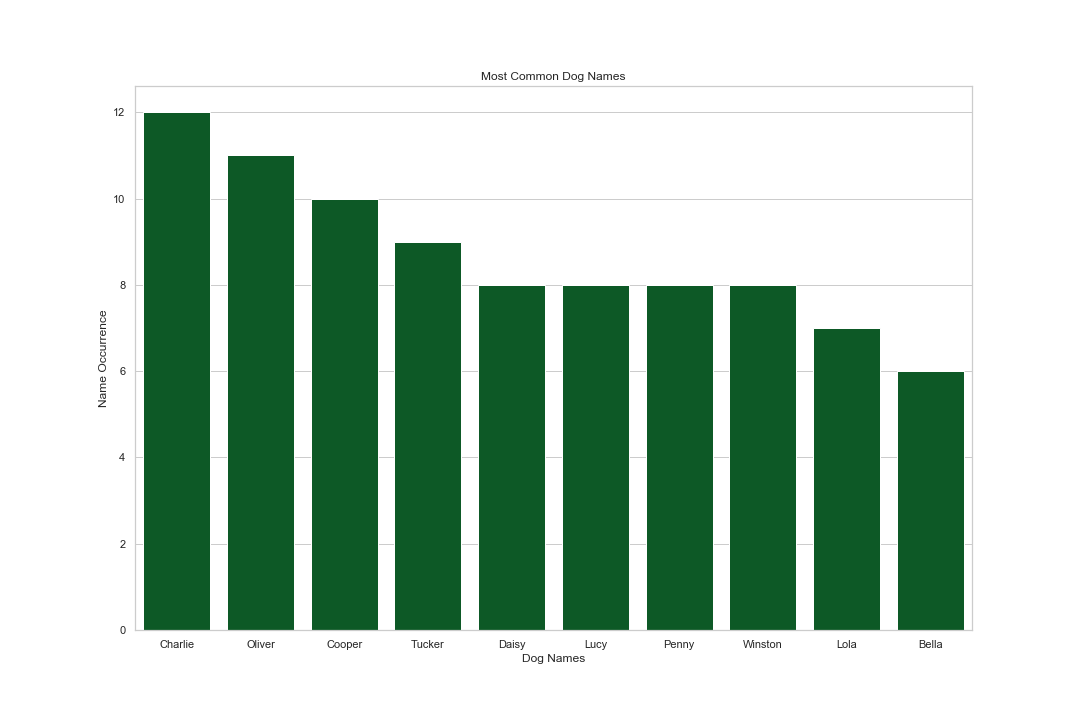 Most Common Dog Names
12
10
8
6
4
2
0
Name Occurrence
Charlie Oliver Cooper Tucker Daisy Lucy Penny Winston Lola Bella
Dog Names